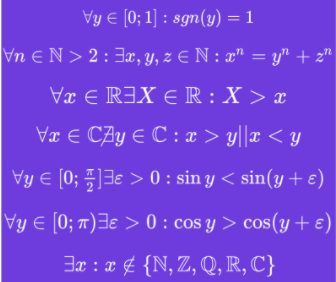 ∀y ∈ [0;1] : sgn(y) = 1
∀n ∈ ℕ > 2 : ∃x, y, z ∈ ℕ : xⁿ = yⁿ + zⁿ
∀x ∈ ℝ∃X ∈ ℝ : X > x
∀x ∈ ℂ∄y ∈ ℂ : x > y||x < y
∀y ∈ [0; π/2]∃ε > 0 : sin y < sin(y + ε)
∀y ∈ [0; π)∃ε > 0 : cos y > cos(y + ε)
∃x : x ∉ {ℕ, ℤ, ℚ, ℝ, ℂ}